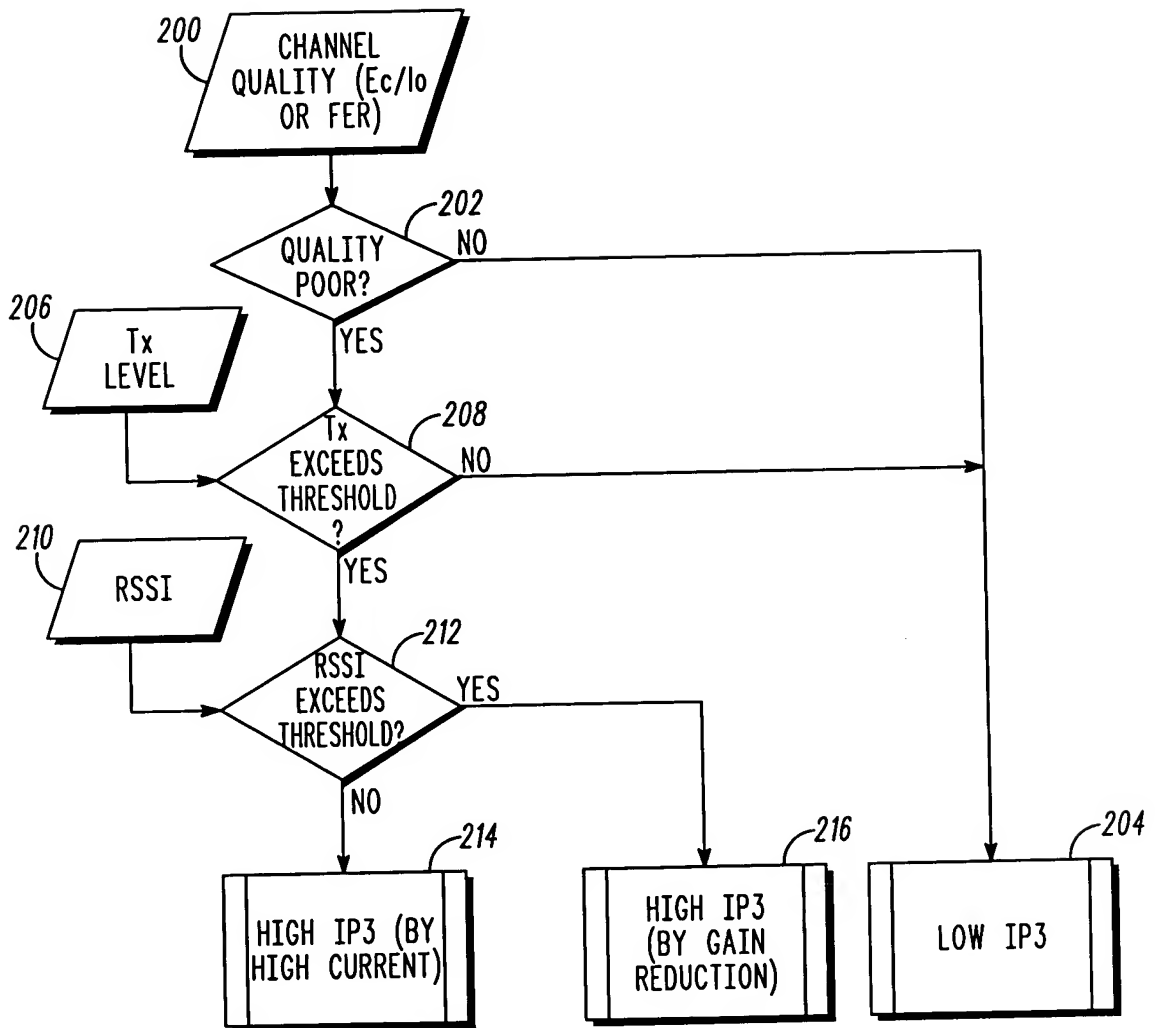 200
CHANNEL
QUALITY (Ec/Io
OR FER)
202
QUALITY
POOR?
NO
YES
206
Tx
LEVEL
208
Tx
EXCEEDS
THRESHOLD
?
NO
YES
210
RSSI
212
RSSI
EXCEEDS
THRESHOLD?
YES
NO
214
HIGH IP3 (BY
HIGH CURRENT)
216
HIGH IP3
(BY GAIN
REDUCTION)
204
LOW IP3